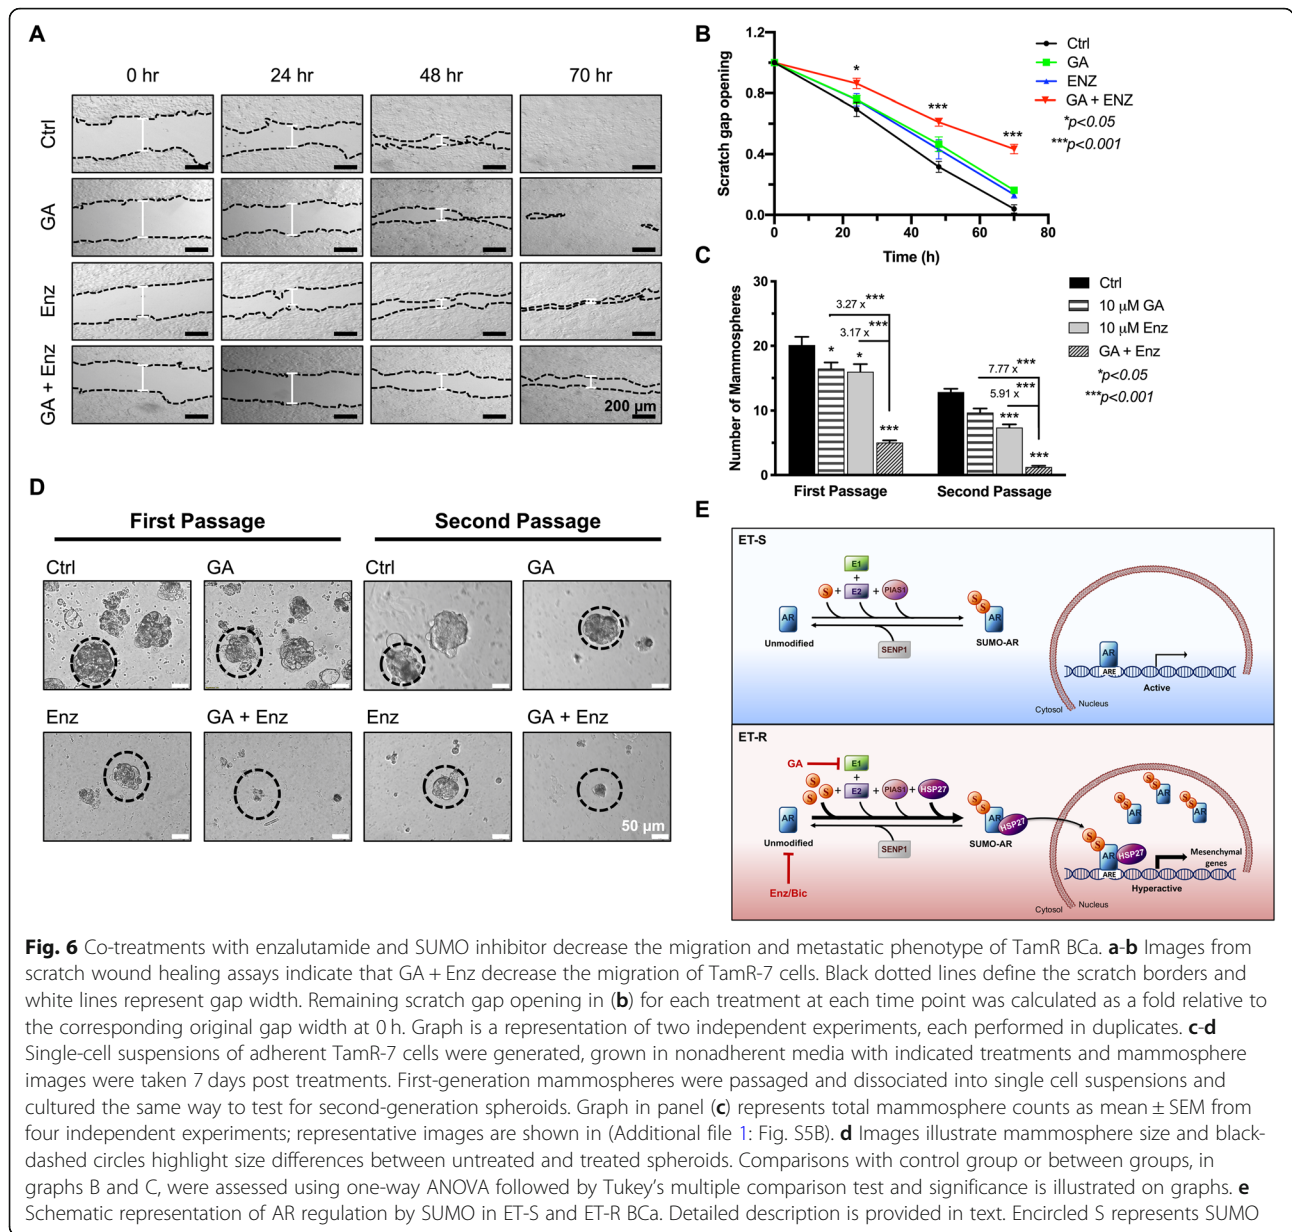 A
0 hr 24 hr 48 hr 70 hr
Ctrl
GA
Enz
GA + Enz
200 µm
B
1.2
0.8
0.4
0.0
Scratch gap opening
0 20 40 60 80
Time (h)
* *** ***
Ctrl
GA
ENZ
GA + ENZ
*p<0.05
***p<0.001
C
30
20
10
0
Number of Mammospheres
3.27 x ***
3.17 x ***
* * ***
7.77 x ***
5.91 x ***
*** ***
First Passage Second Passage
Ctrl
10 µM GA
10 µM Enz
GA + Enz
*p<0.05
***p<0.001
D
First Passage Second Passage
Ctrl GA Ctrl GA
Enz GA + Enz Enz GA + Enz
50 µm
E
ET-S
E1
+
S + E2 + PIAS1
AR
Unmodified
SENP1
S S AR
SUMO-AR
AR
ARE
Active
Cytosol Nucleus
ET-R
GA E1
+
S S S + E2 + PIAS1 + HSP27
AR
Unmodified
SENP1
S S AR HSP27
SUMO-AR
Enz/Bic
S S AR
S S AR
S S AR
S S AR HSP27
ARE
Mesenchymal
genes
Hyperactive
Cytosol Nucleus
Fig. 6 Co-treatments with enzalutamide and SUMO inhibitor decrease the migration and metastatic phenotype of TamR BCa. a-b Images from
scratch wound healing assays indicate that GA + Enz decrease the migration of TamR-7 cells. Black dotted lines define the scratch borders and
white lines represent gap width. Remaining scratch gap opening in (b) for each treatment at each time point was calculated as a fold relative to
the corresponding original gap width at 0 h. Graph is a representation of two independent experiments, each performed in duplicates. c-d
Single-cell suspensions of adherent TamR-7 cells were generated, grown in nonadherent media with indicated treatments and mammosphere
images were taken 7 days post treatments. First-generation mammospheres were passaged and dissociated into single cell suspensions and
cultured the same way to test for second-generation spheroids. Graph in panel (c) represents total mammosphere counts as mean ± SEM from
four independent experiments; representative images are shown in (Additional file 1: Fig. S5B). d Images illustrate mammosphere size and black-
dashed circles highlight size differences between untreated and treated spheroids. Comparisons with control group or between groups, in
graphs B and C, were assessed using one-way ANOVA followed by Tukey's multiple comparison test and significance is illustrated on graphs. e
Schematic representation of AR regulation by SUMO in ET-S and ET-R BCa. Detailed description is provided in text. Encircled S represents SUMO